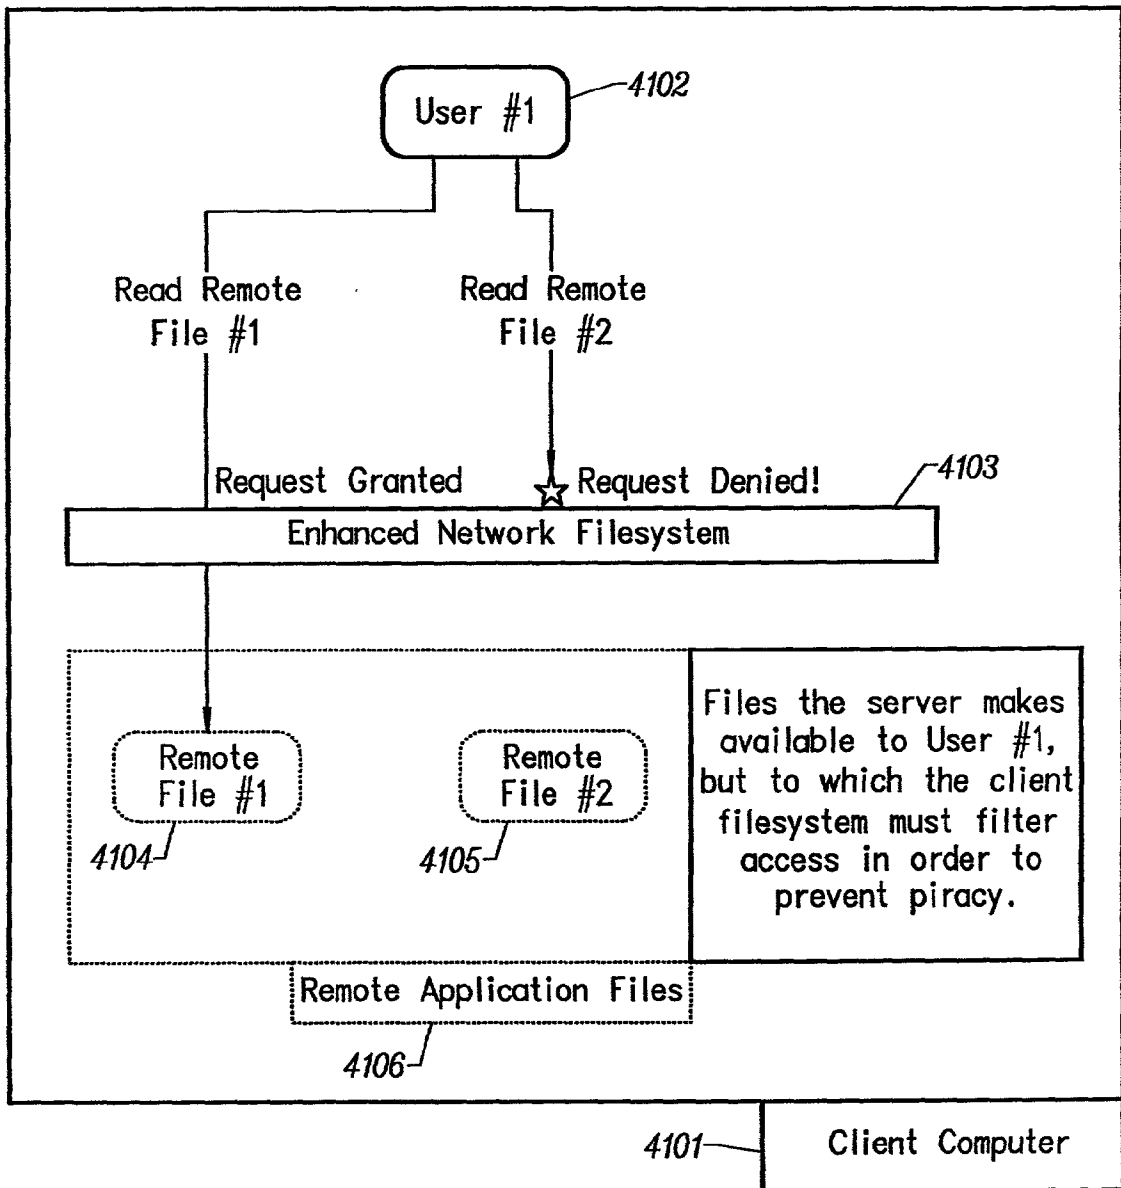 4102
User #1
Read Remote
File #1
Read Remote
File #2
Request Granted
Request Denied!
4103
Enhanced Network Filesystem
Remote
File #1
4104
Remote
File #2
4105
Files the server makes
available to User #1,
but to which the client
filesystem must filter
access in order to
prevent piracy.
Remote Application Files
4106
4101
Client Computer